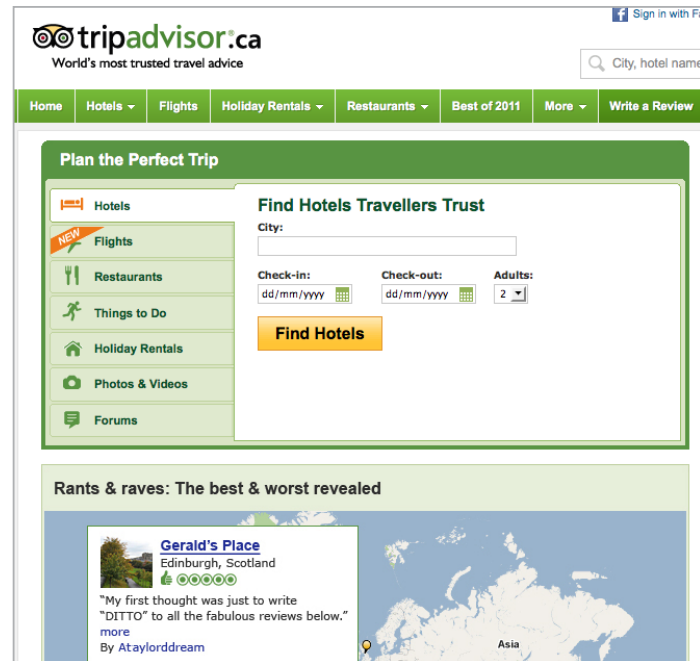 Sign in with F
tripadvisor®.ca
World's most trusted travel advice
City, hotel name
Home Hotels Flights Holiday Rentals Restaurants Best of 2011 More Write a Review
Plan the Perfect Trip
Hotels
NEW
Flights
Restaurants
Things to Do
Holiday Rentals
Photos & Videos
Forums
Find Hotels Travellers Trust
City:
Check-in: Check-out: Adults:
dd/mm/yyyy dd/mm/yyyy 2
Find Hotels
Rants & raves: The best & worst revealed
Gerald's Place
Edinburgh, Scotland
"My first thought was just to write
"DITTO" to all the fabulous reviews below."
more
By Ataylorddream
Asia